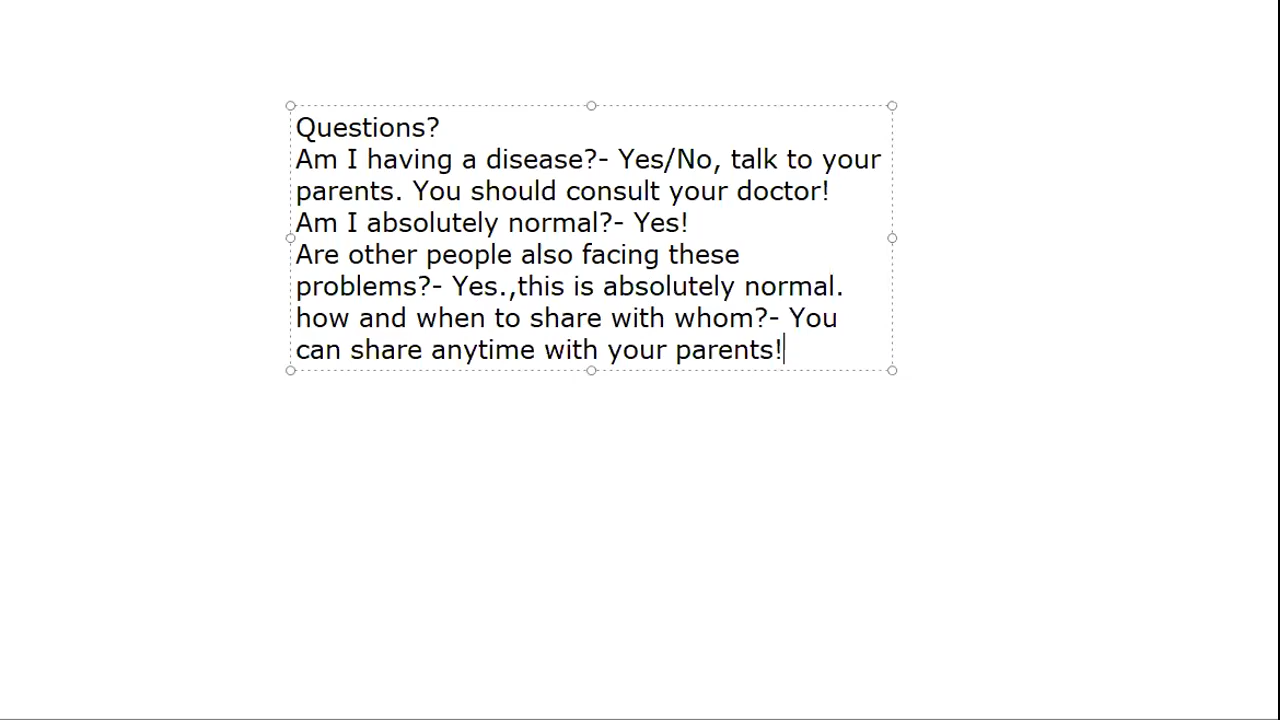 Questions?
Am I having a disease?- Yes/No, talk to your
parents. You should consult your doctor!
Am I absolutely normal?- Yes!
Are other people also facing these
problems?- Yes.,this is absolutely normal.
how and when to share with whom?- You
can share anytime with your parents!